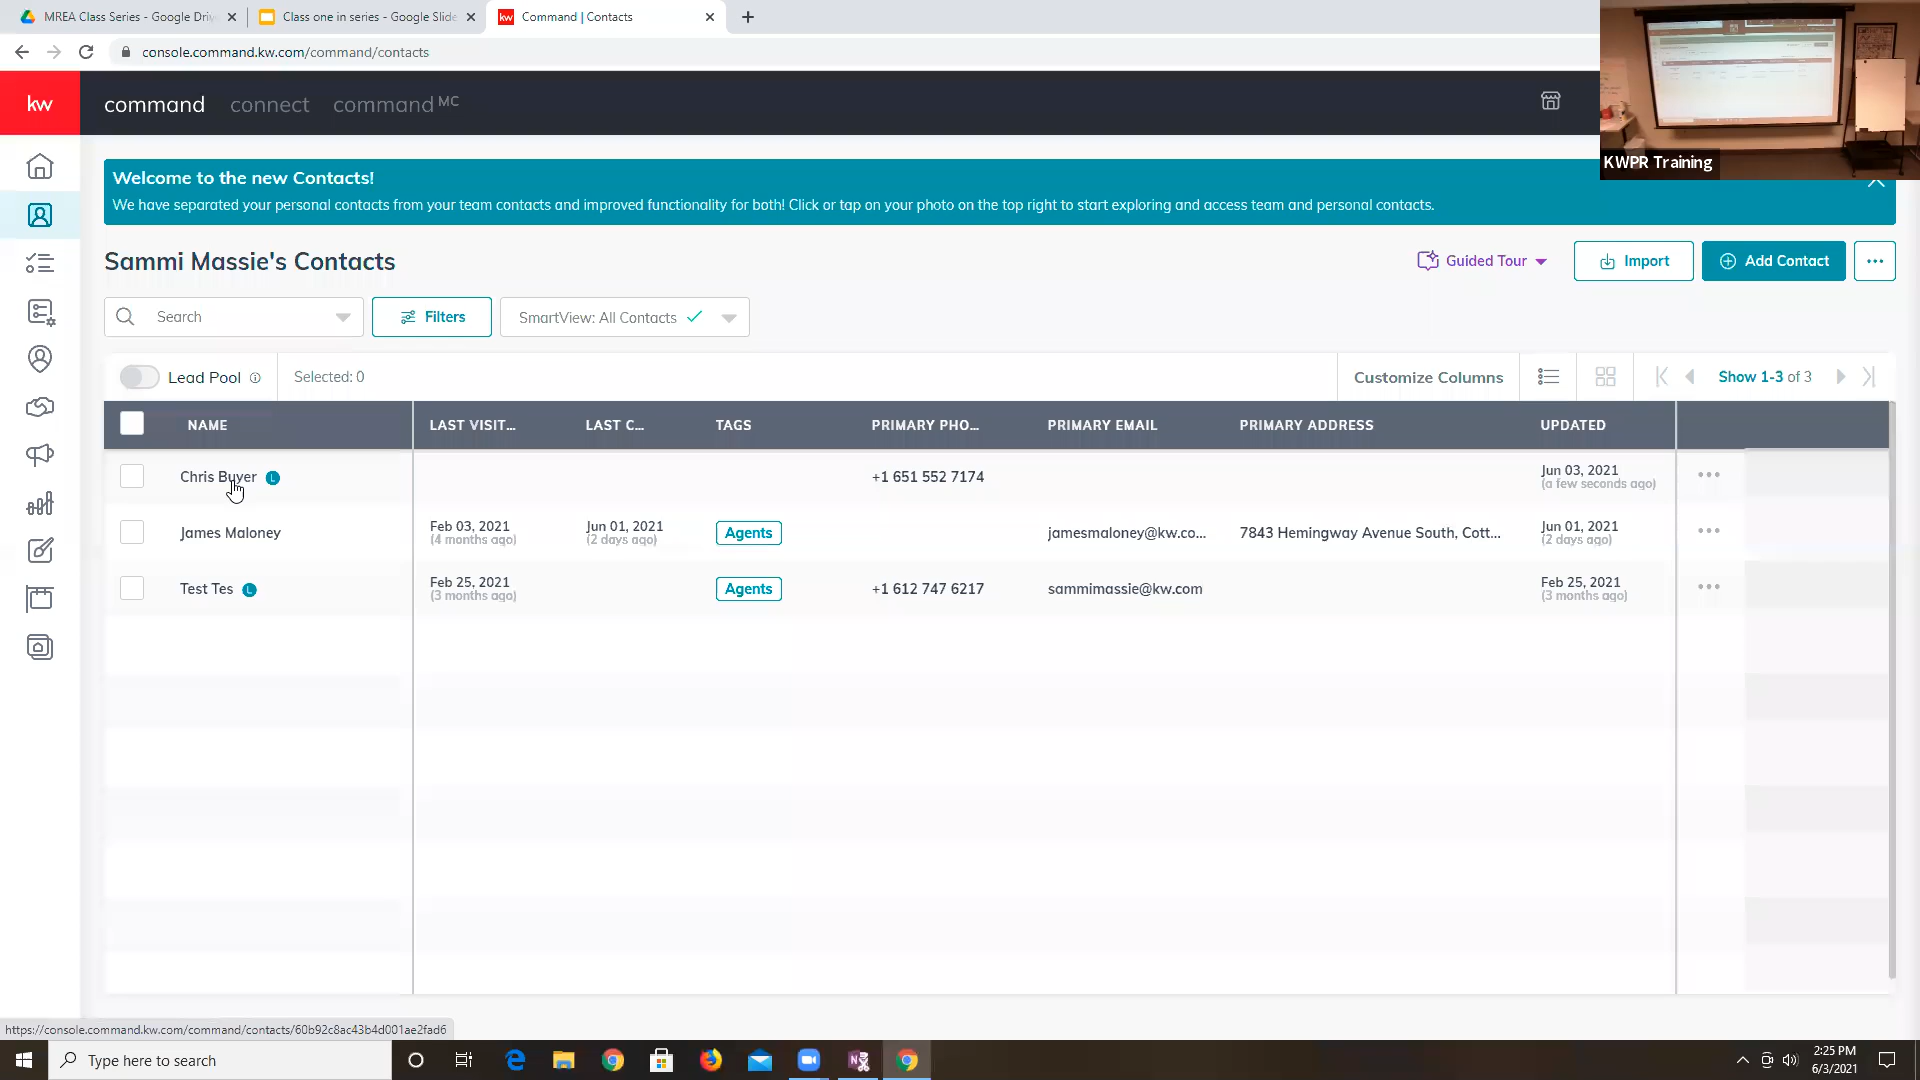 MREA Class Series - Google Driv
Class one in series - Google Slide
Command | Contacts
console.command.kw.com/command/contacts
kw
command
connect
command MC
KWPR Training
Welcome to the new Contacts!
We have separated your personal contacts from your team contacts and improved functionality for both! Click or tap on your photo on the top right to start exploring and access team and personal contacts.
Sammi Massie's Contacts
Guided Tour
Import
Add Contact
Search
Filters
SmartView: All Contacts
Lead Pool
Selected: 0
Customize Columns
Show 1-3 of 3
NAME
LAST VISIT...
LAST C...
TAGS
PRIMARY PHO...
PRIMARY EMAIL
PRIMARY ADDRESS
UPDATED
Chris Buyer L
+1 651 552 7174
Jun 03, 2021
(a few seconds ago)
James Maloney
Feb 03, 2021
(4 months ago)
Jun 01, 2021
(2 days ago)
Agents
jamesmaloney@kw.co...
7843 Hemingway Avenue South, Cott...
Jun 01, 2021
(2 days ago)
Test Tes L
Feb 25, 2021
(3 months ago)
Agents
+1 612 747 6217
sammimassie@kw.com
Feb 25, 2021
(3 months ago)
https://console.command.kw.com/command/contacts/60b92c8ac43b4d001ae2fad6
Type here to search
2:25 PM
6/3/2021